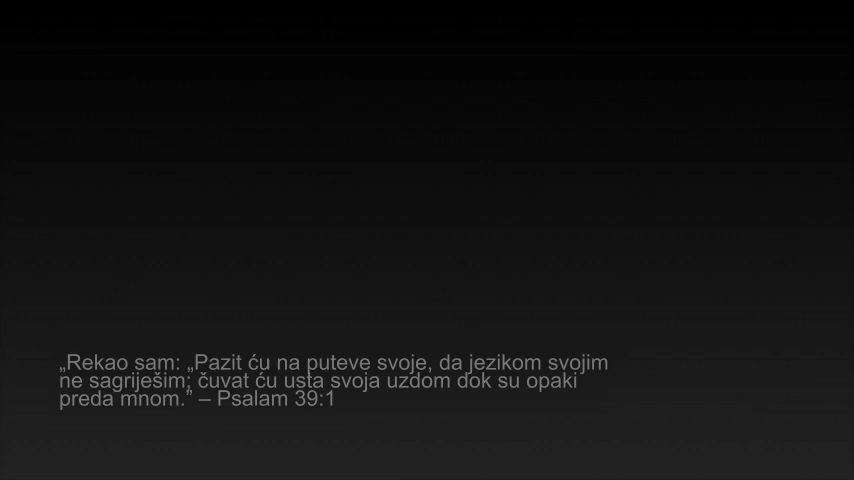 „Rekao sam: „Pazit ću na puteve svoje, da jezikom svojim
ne sagriješim; čuvat ću usta svoja uzdom dok su opaki
preda mnom.” – Psalam 39:1